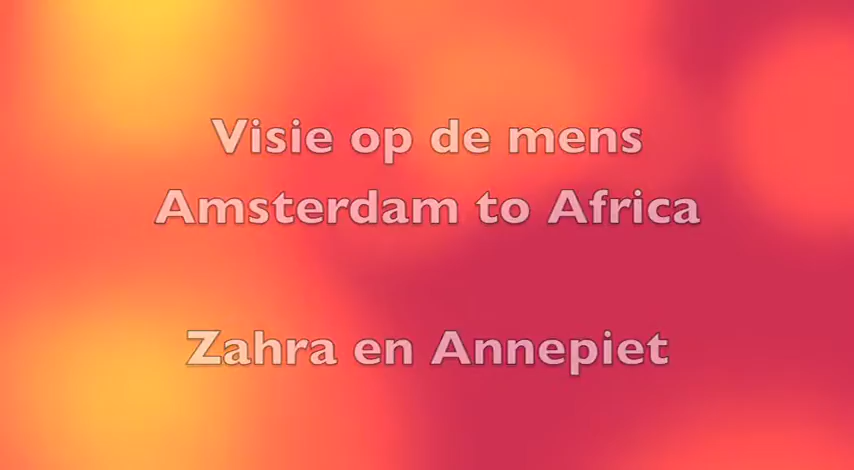 Visie op de mens
Amsterdam to Africa
Zahra en Annepiet